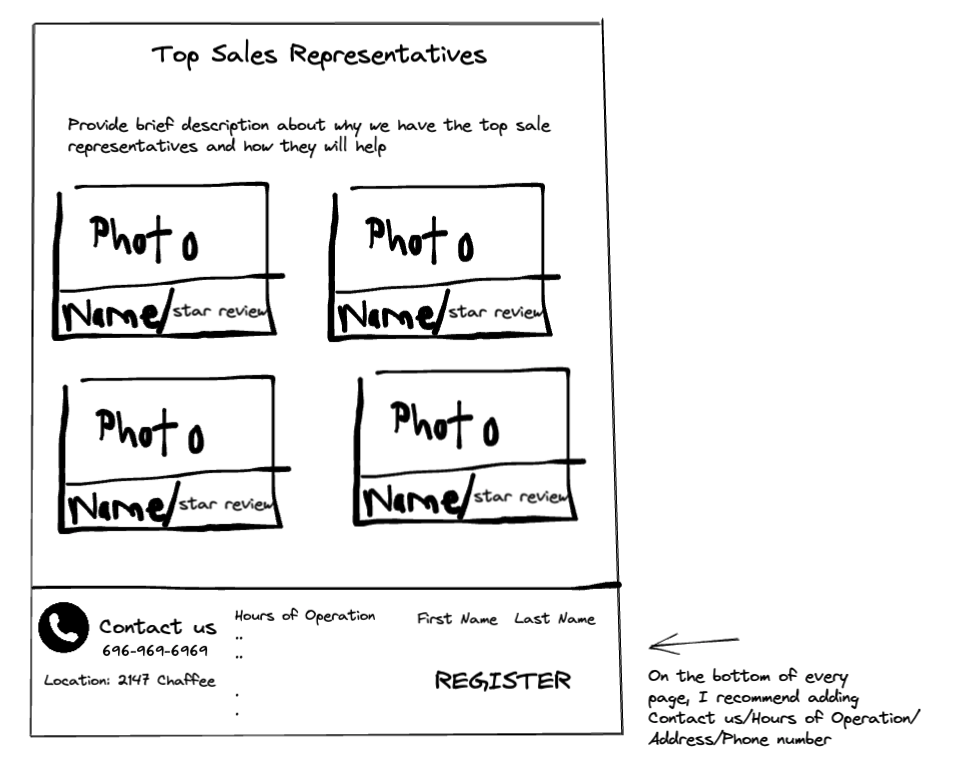 Top Sales Representatives
Provide brief description about why we have the top sale
representatives and how they will help
Photo
Photo
Name/star review
Name/star review
Photo
Photo
Name/star review
Name/star review
Contact us
696-969-6969
Location: 2147 Chaffee
Hours of Operation
..
..
.
.
First Name Last Name
REGISTER
On the bottom of every
page, I recommend adding
Contact us/Hours of Operation/
Address/Phone number